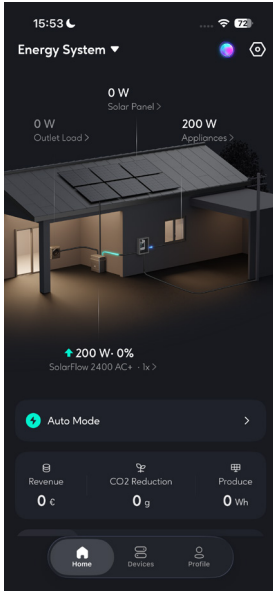 15:53
72
Energy System ▼
0 W
Solar Panel >
0 W
Outlet Load >
200 W
Appliances >
200 W· 0%
SolarFlow 2400 AC+ · 1x >
Auto Mode >
Revenue
0 €
CO2 Reduction
0 g
Produce
0 Wh
Home
Devices
Profile